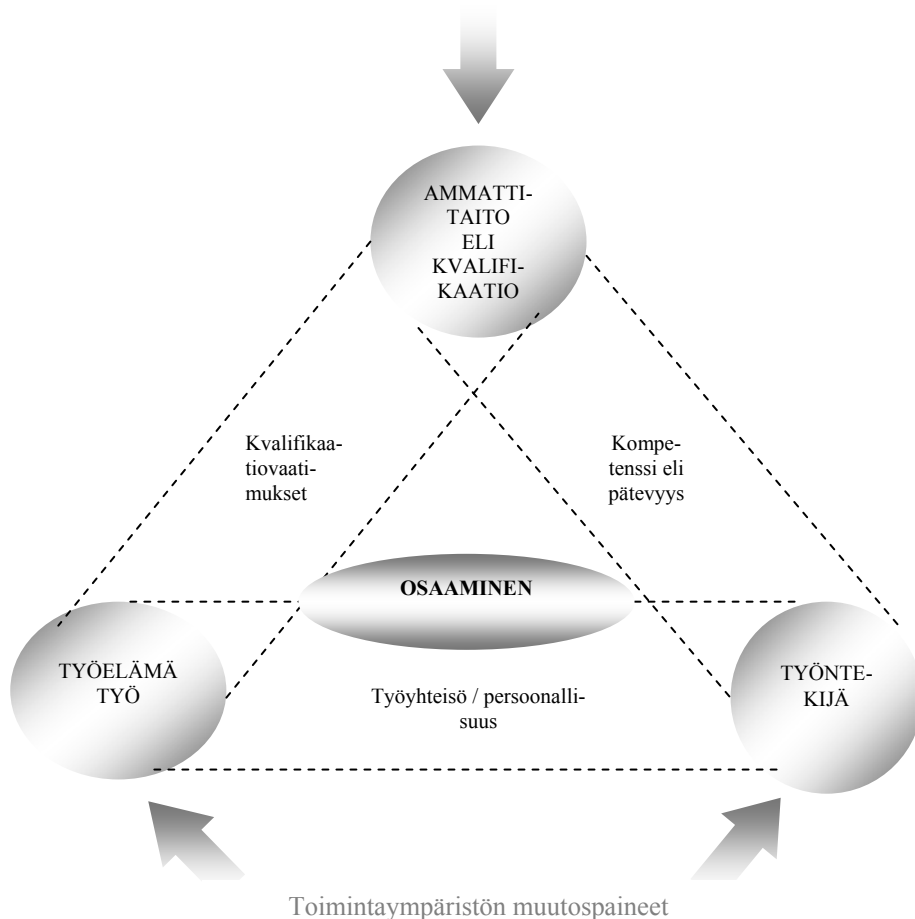 AMMATTI-
TAITO
ELI
KVALIFI-
KAATIO
Kvalifikaa-
tiovaati-
mukset
Kompe-
tenssi eli
pätevyys
OSAAMINEN
TYÖELÄMÄ
TYÖ
Työyhteisö / persoonalli-
suus
TYÖNTE-
KIJÄ
Toimintaympäristön muutospaineet